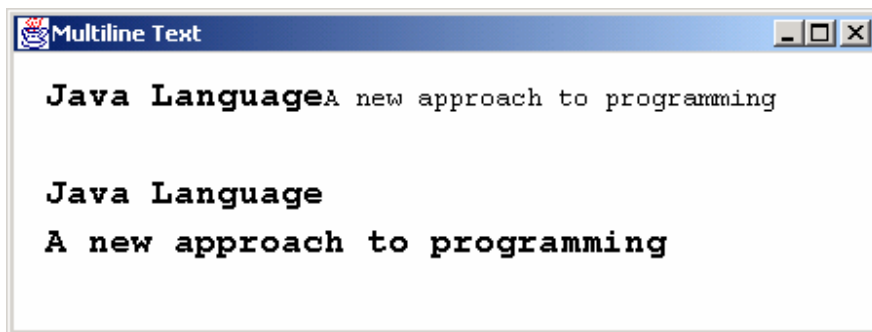 Multiline Text
Java LanguageA new approach to programming
Java Language
A new approach to programming